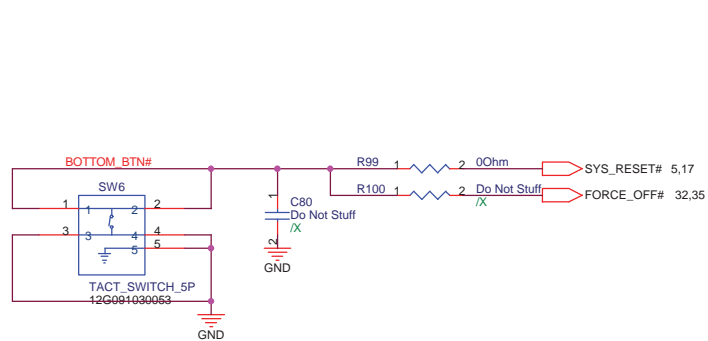 BOTTOM_BTN#
R99 1 2 0Ohm SYS_RESET# 5,17
SW6
R100 1 2 Do Not Stuff FORCE_OFF# 32,35
/X
1 1 2 2
1 C80
Do Not Stuff
/X
3 3 4 4
5 5
2
GND
TACT_SWITCH_5P
12G091030053
GND